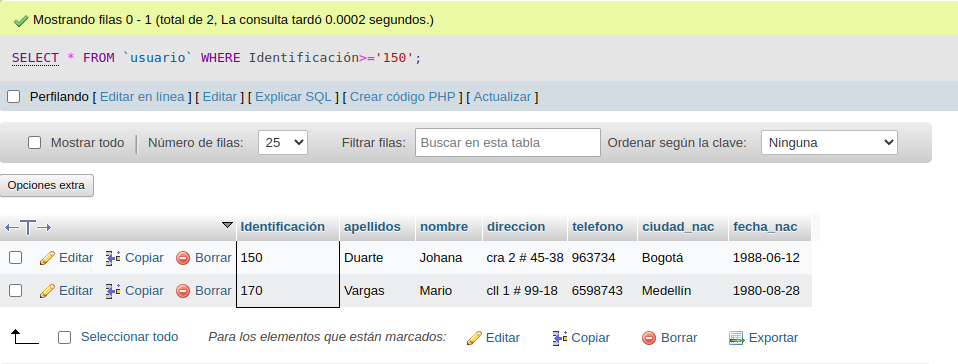 Mostrando filas 0 - 1 (total de 2, La consulta tardó 0.0002 segundos.)
SELECT * FROM `usuario` WHERE Identificación>='150';
Perfilando [ Editar en línea ] [ Editar ] [ Explicar SQL ] [ Crear código PHP ] [ Actualizar ]
Mostrar todo Número de filas: 25 Filtrar filas: Buscar en esta tabla Ordenar según la clave: Ninguna
Opciones extra
←T→ Identificación apellidos nombre direccion telefono ciudad_nac fecha_nac
Editar Copiar Borrar 150 Duarte Johana cra 2 # 45-38 963734 Bogotá 1988-06-12
Editar Copiar Borrar 170 Vargas Mario cll 1 # 99-18 6598743 Medellín 1980-08-28
Seleccionar todo Para los elementos que están marcados: Editar Copiar Borrar Exportar